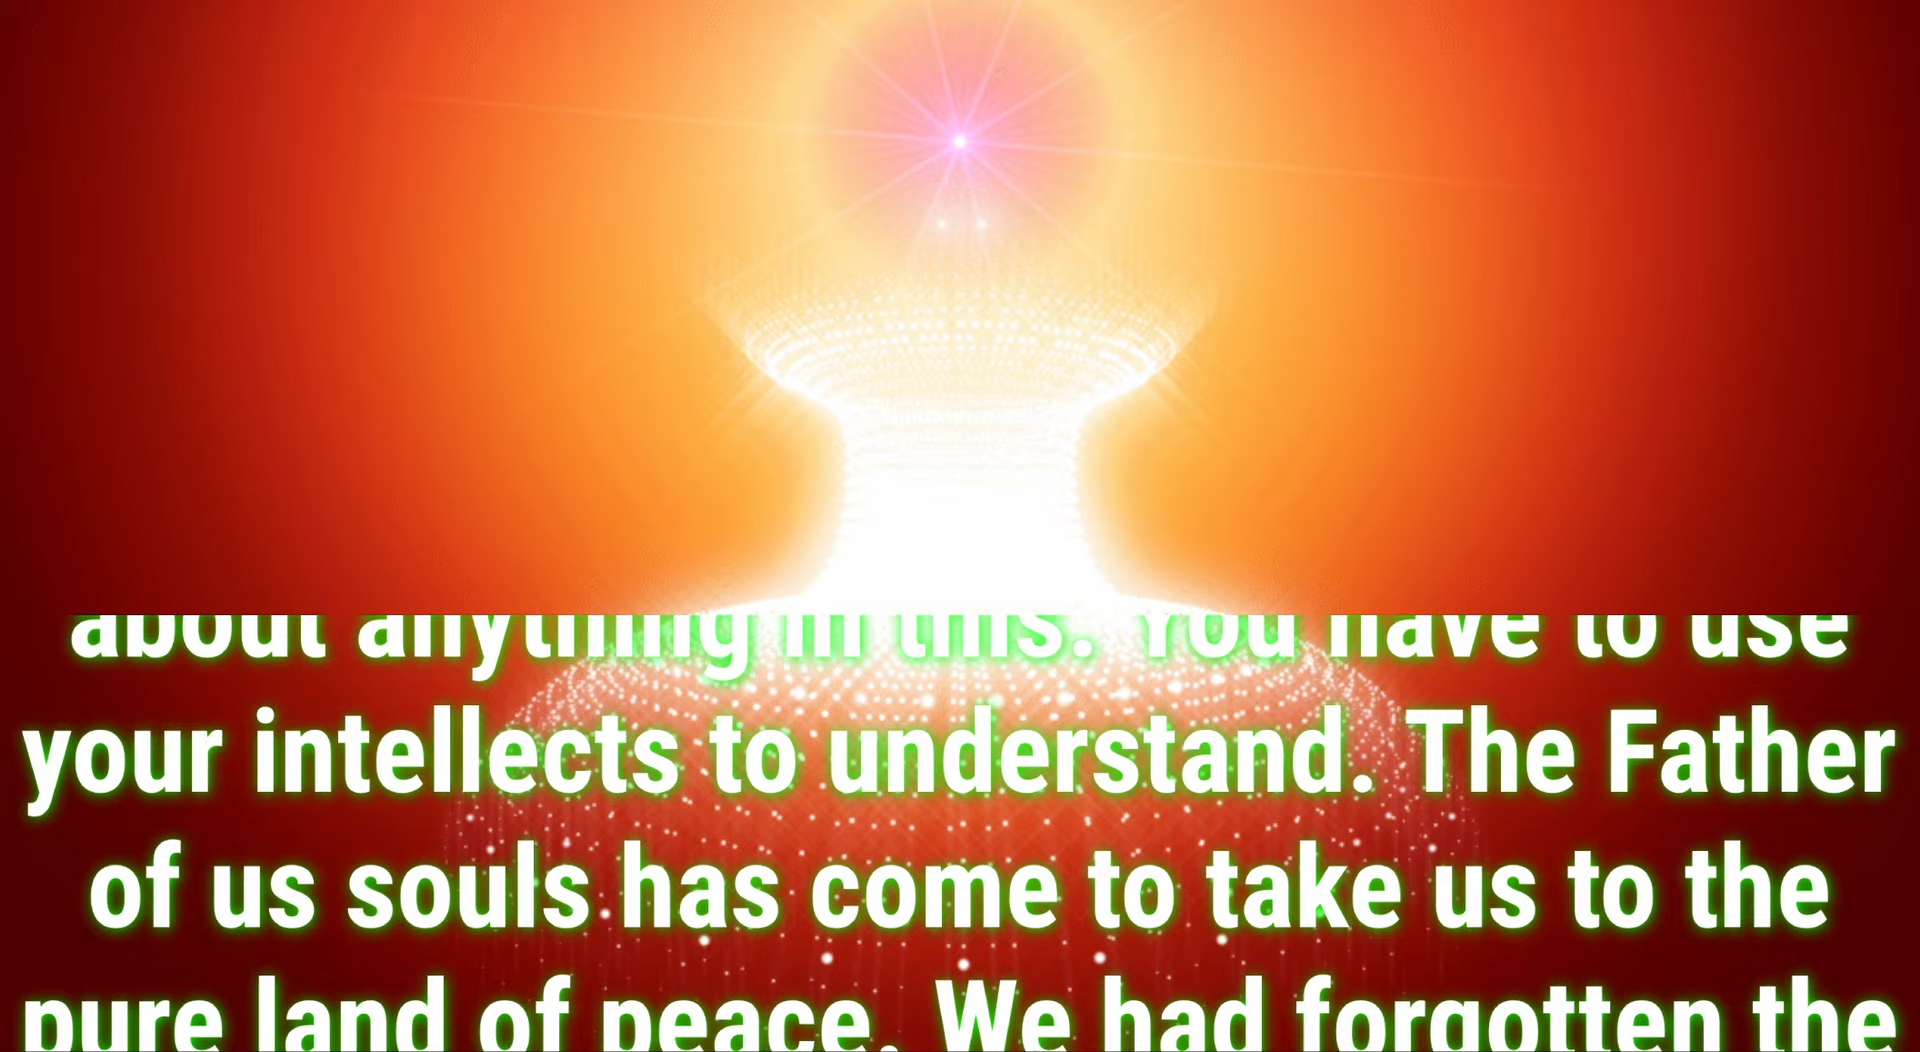 about anything in this. You have to use
your intellects to understand. The Father
of us souls has come to take us to the
pure land of peace. We had forgotten the